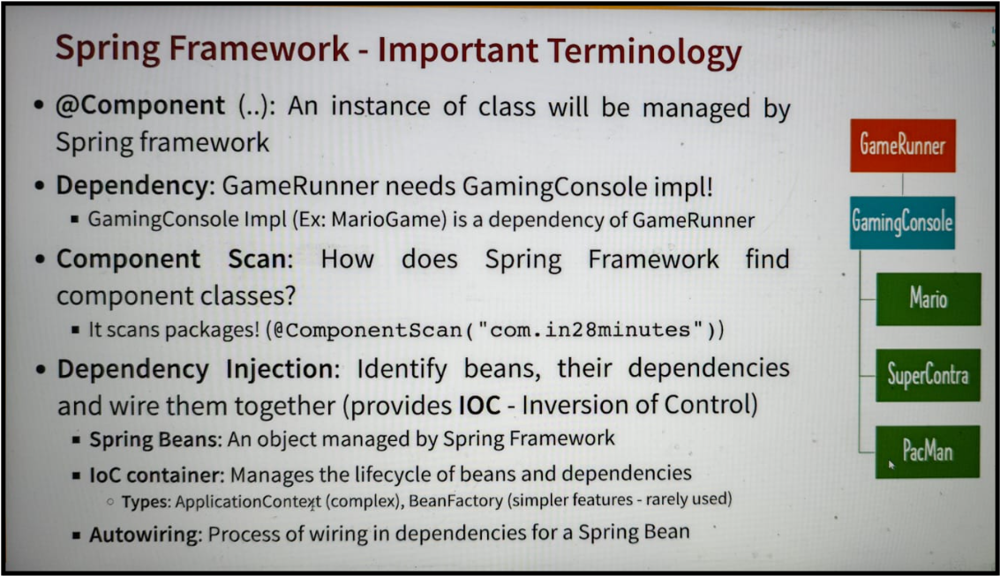 Spring Framework - Important Terminology
• @Component (..): An instance of class will be managed by
Spring framework
• Dependency: GameRunner needs GamingConsole impl!
▪ GamingConsole Impl (Ex: MarioGame) is a dependency of GameRunner
• Component Scan: How does Spring Framework find
component classes?
▪ It scans packages! (@ComponentScan("com.in28minutes"))
• Dependency Injection: Identify beans, their dependencies
and wire them together (provides IOC - Inversion of Control)
▪ Spring Beans: An object managed by Spring Framework
▪ IoC container: Manages the lifecycle of beans and dependencies
○ Types: ApplicationContext (complex), BeanFactory (simpler features - rarely used)
▪ Autowiring: Process of wiring in dependencies for a Spring Bean
GameRunner
GamingConsole
Mario
SuperContra
PacMan